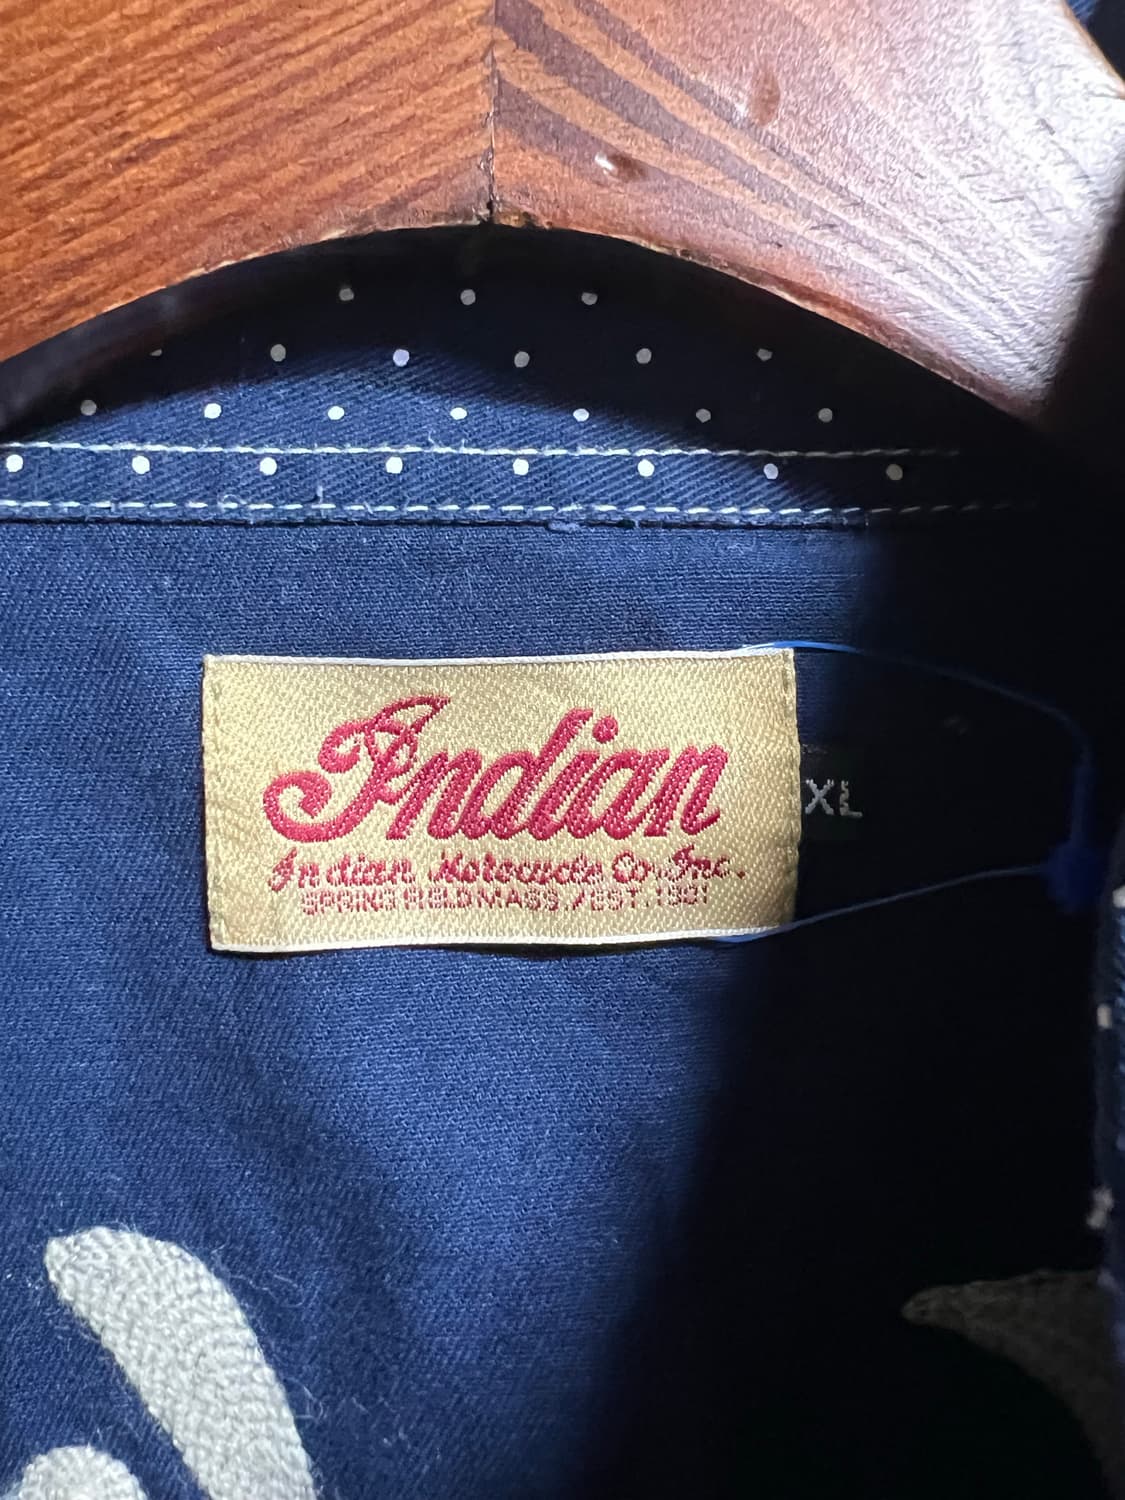 Indian
XL
Indian Motocycle Co. Inc.
SPRINGFIELD MASS. / EST. 1901